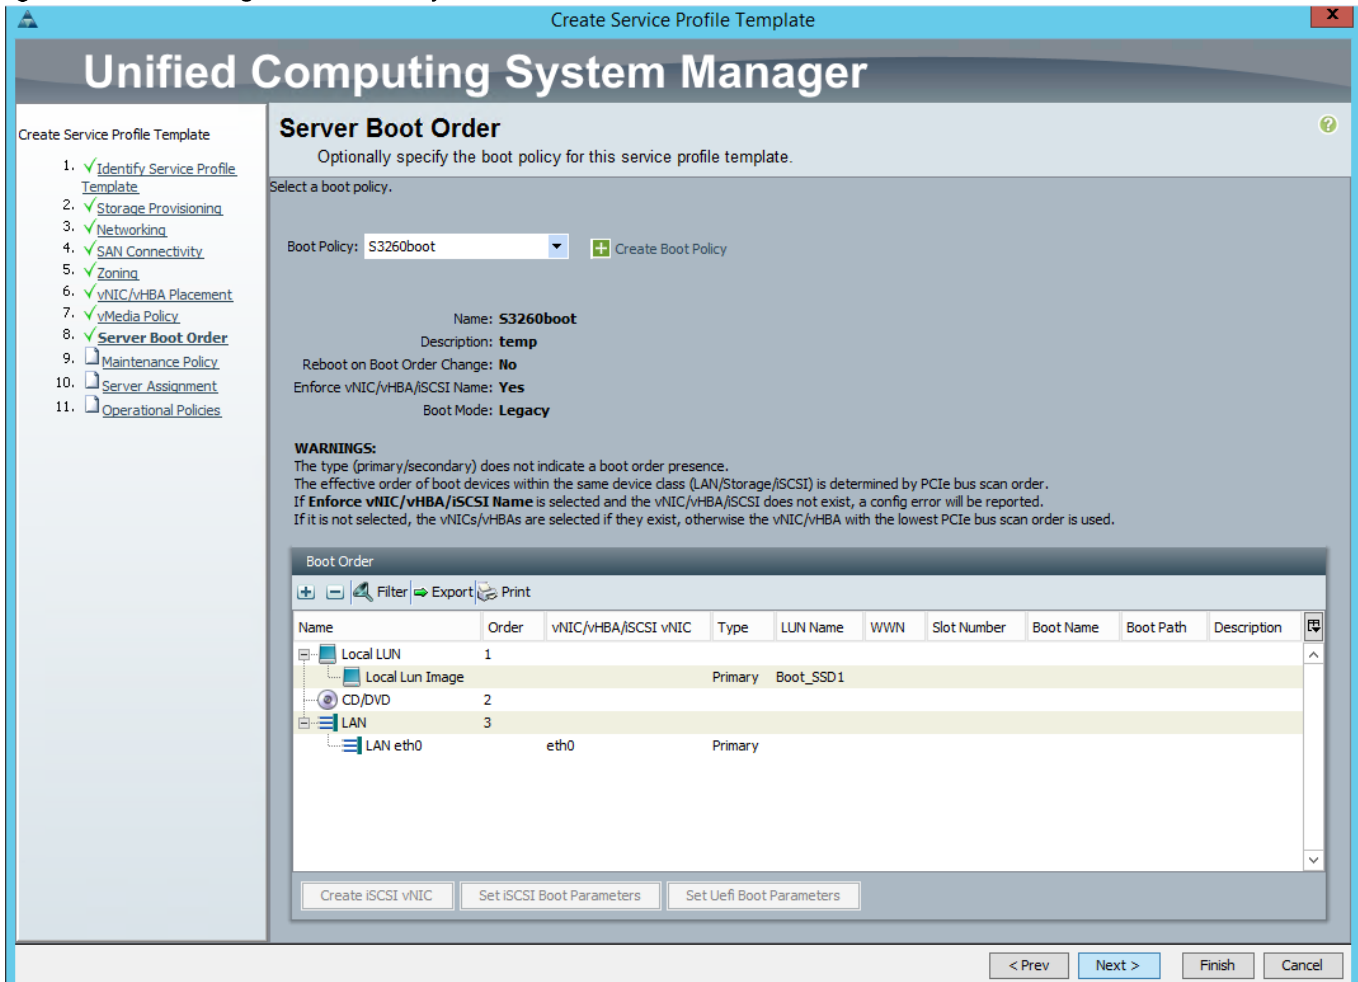 Create Service Profile Template
x
Unified Computing System Manager
Create Service Profile Template
1. Identify Service Profile
Template
2. Storage Provisioning
3. Networking
4. SAN Connectivity
5. Zoning
6. vNIC/vHBA Placement
7. vMedia Policy
8. Server Boot Order
9. Maintenance Policy
10. Server Assignment
11. Operational Policies
Server Boot Order
Optionally specify the boot policy for this service profile template.
Select a boot policy.
Boot Policy: S3260boot Create Boot Policy
Name: S3260boot
Description: temp
Reboot on Boot Order Change: No
Enforce vNIC/vHBA/iSCSI Name: Yes
Boot Mode: Legacy
WARNINGS:
The type (primary/secondary) does not indicate a boot order presence.
The effective order of boot devices within the same device class (LAN/Storage/iSCSI) is determined by PCIe bus scan order.
If Enforce vNIC/vHBA/iSCSI Name is selected and the vNIC/vHBA/iSCSI does not exist, a config error will be reported.
If it is not selected, the vNICs/vHBAs are selected if they exist, otherwise the vNIC/vHBA with the lowest PCIe bus scan order is used.
Boot Order
Filter Export Print
Name Order vNIC/vHBA/iSCSI vNIC Type LUN Name WWN Slot Number Boot Name Boot Path Description
Local LUN 1
Local Lun Image Primary Boot_SSD1
CD/DVD 2
LAN 3
LAN eth0 eth0 Primary
Create iSCSI vNIC Set iSCSI Boot Parameters Set Uefi Boot Parameters
< Prev Next > Finish Cancel